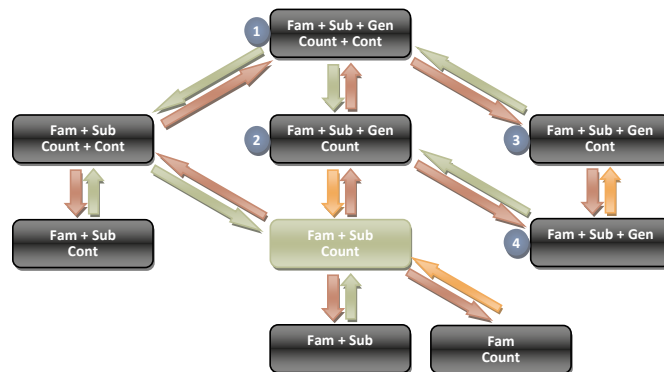 1
Fam + Sub + Gen
Count + Cont
Fam + Sub
Count + Cont
2
Fam + Sub + Gen
Count
3
Fam + Sub + Gen
Cont
Fam + Sub
Cont
Fam + Sub
Count
4
Fam + Sub + Gen
Fam + Sub
Fam
Count